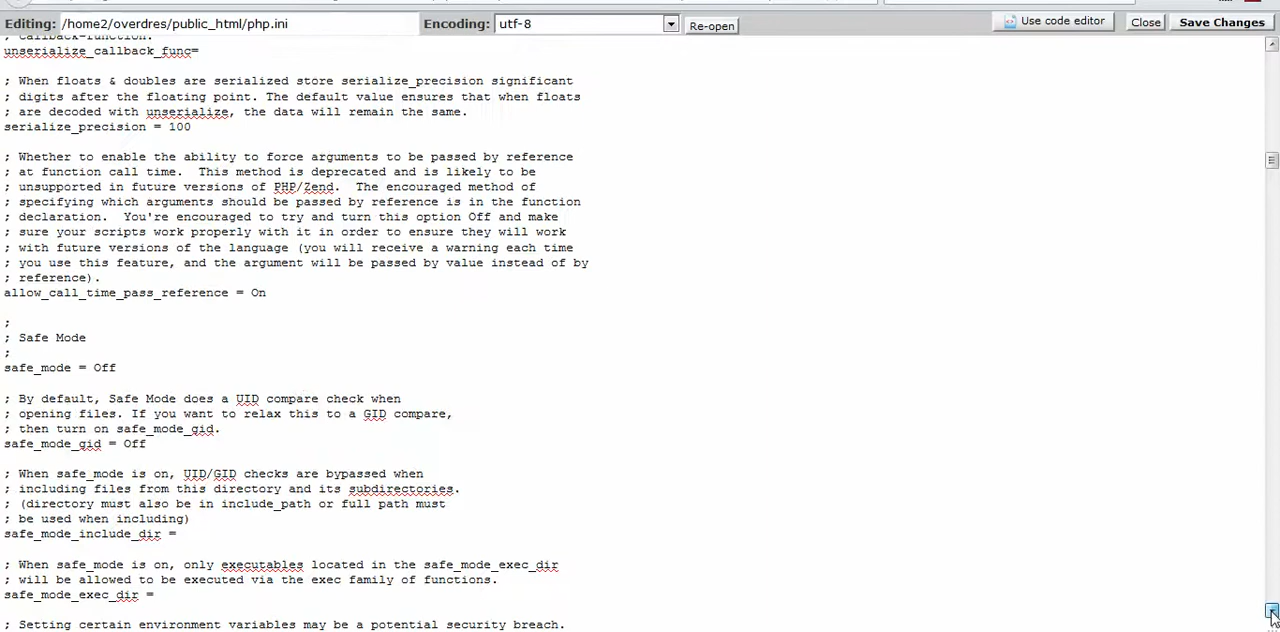 Editing: /home2/overdres/public_html/php.ini Encoding: utf-8 Re-open Use code editor Close Save Changes
; callback-function.
unserialize_callback_func=
; When floats & doubles are serialized store serialize_precision significant
; digits after the floating point. The default value ensures that when floats
; are decoded with unserialize, the data will remain the same.
serialize_precision = 100
; Whether to enable the ability to force arguments to be passed by reference
; at function call time.  This method is deprecated and is likely to be
; unsupported in future versions of PHP/Zend.  The encouraged method of
; specifying which arguments should be passed by reference is in the function
; declaration.  You're encouraged to try and turn this option Off and make
; sure your scripts work properly with it in order to ensure they will work
; with future versions of the language (you will receive a warning each time
; you use this feature, and the argument will be passed by value instead of by
; reference).
allow_call_time_pass_reference = On
;
; Safe Mode
;
safe_mode = Off
; By default, Safe Mode does a UID compare check when
; opening files. If you want to relax this to a GID compare,
; then turn on safe_mode_gid.
safe_mode_gid = Off
; When safe_mode is on, UID/GID checks are bypassed when
; including files from this directory and its subdirectories.
; (directory must also be in include_path or full path must
; be used when including)
safe_mode_include_dir =
; When safe_mode is on, only executables located in the safe_mode_exec_dir
; will be allowed to be executed via the exec family of functions.
safe_mode_exec_dir =
; Setting certain environment variables may be a potential security breach.